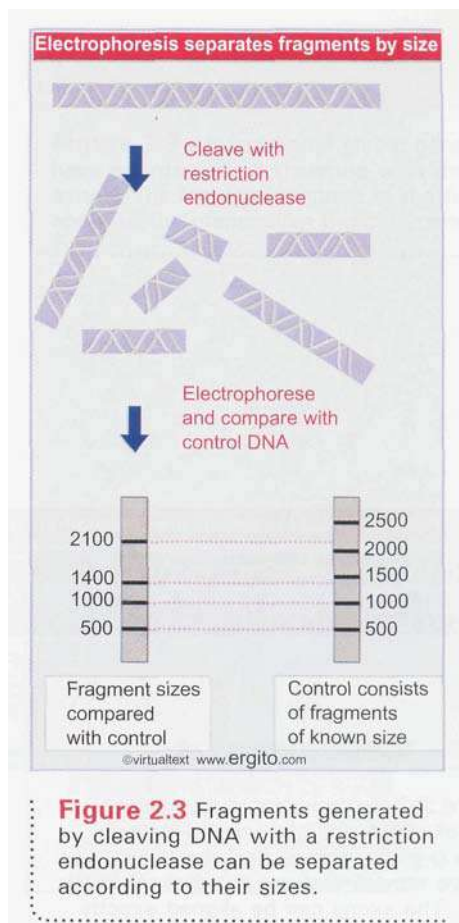 Electrophoresis separates fragments by size
Cleave with
restriction
endonuclease
Electrophorese
and compare with
control DNA
2100
1400
1000
500
2500
2000
1500
1000
500
Fragment sizes
compared
with control
Control consists
of fragments
of known size
©virtualtext www.ergito.com
Figure 2.3 Fragments generated
by cleaving DNA with a restriction
endonuclease can be separated
according to their sizes.